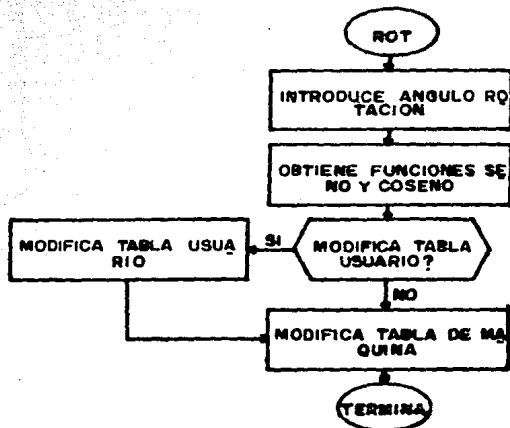 ROT
INTRODUCE ANGULO RO
TACION
OBTIENE FUNCIONES SE
NO Y COSENO
MODIFICA TABLA
USUARIO?
SI
MODIFICA TABLA USUA
RIO
NO
MODIFICA TABLA DE MA
QUINA
TERMINA